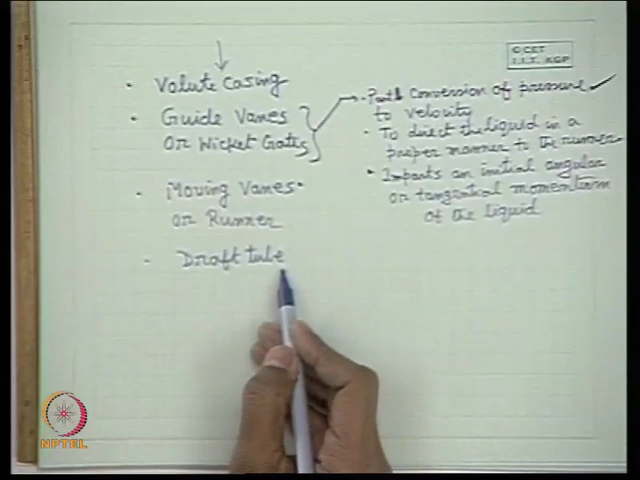 © CET
I.I.T. KGP
• Volute Casing
• Guide Vanes
Or Wicket Gates
• Moving Vanes
or Runner
• Draft tube
• Conversion of pressure
to velocity
• To direct the liquid in a
proper manner to the runner
• Imparts an initial angular
or tangential momentum
of the liquid
NPTEL